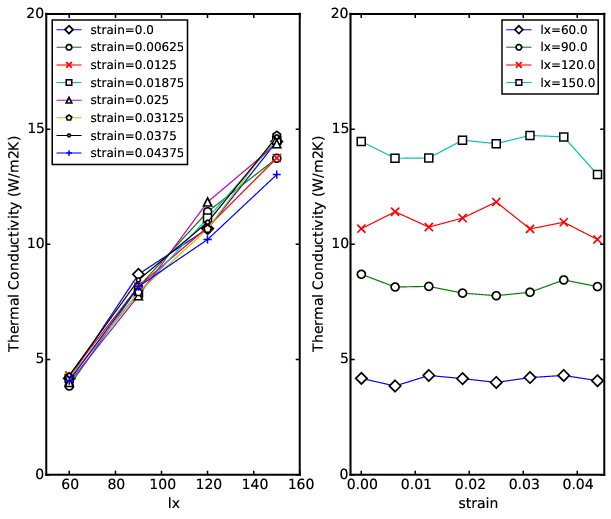 20
15
10
5
0
Thermal Conductivity (W/m2K)
strain=0.0
strain=0.00625
strain=0.0125
strain=0.01875
strain=0.025
strain=0.03125
strain=0.0375
strain=0.04375
60 80 100 120 140 160
lx
20
15
10
5
0
Thermal Conductivity (W/m2K)
lx=60.0
lx=90.0
lx=120.0
lx=150.0
0.00 0.01 0.02 0.03 0.04
strain